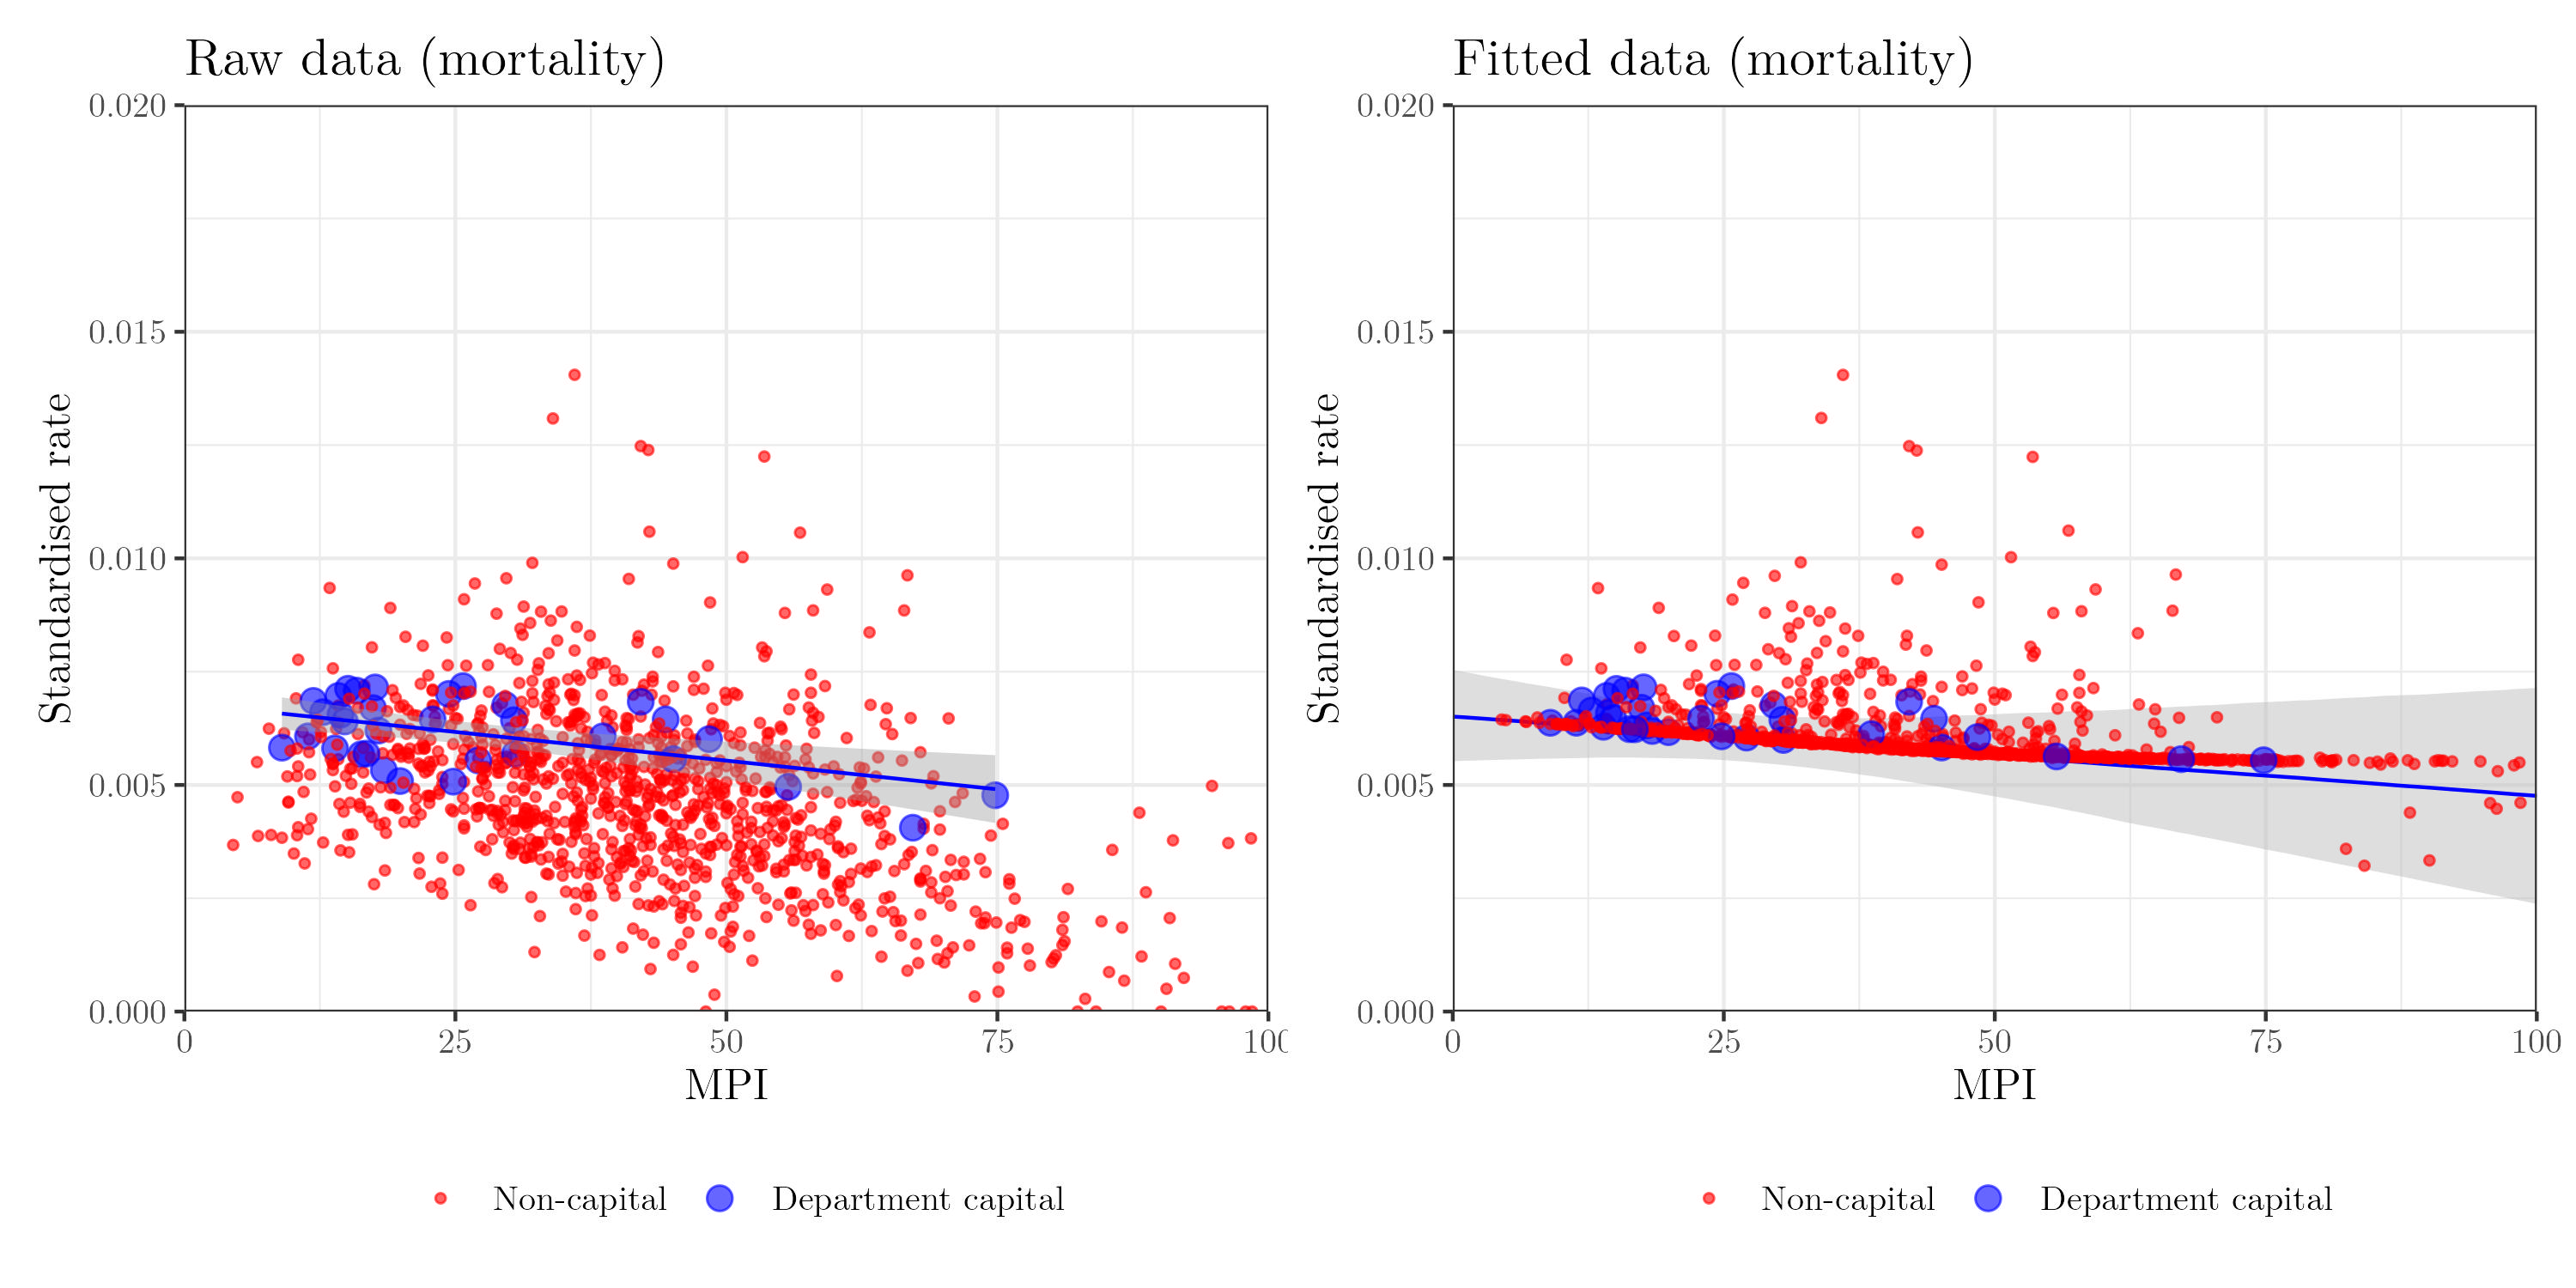 Raw data (mortality)
0.020
0.015
0.010
0.005
0.000
Standardised rate
0
25
50
75
100
MPI
Non-capital
Department capital
Fitted data (mortality)
0.020
0.015
0.010
0.005
0.000
Standardised rate
0
25
50
75
100
MPI
Non-capital
Department capital